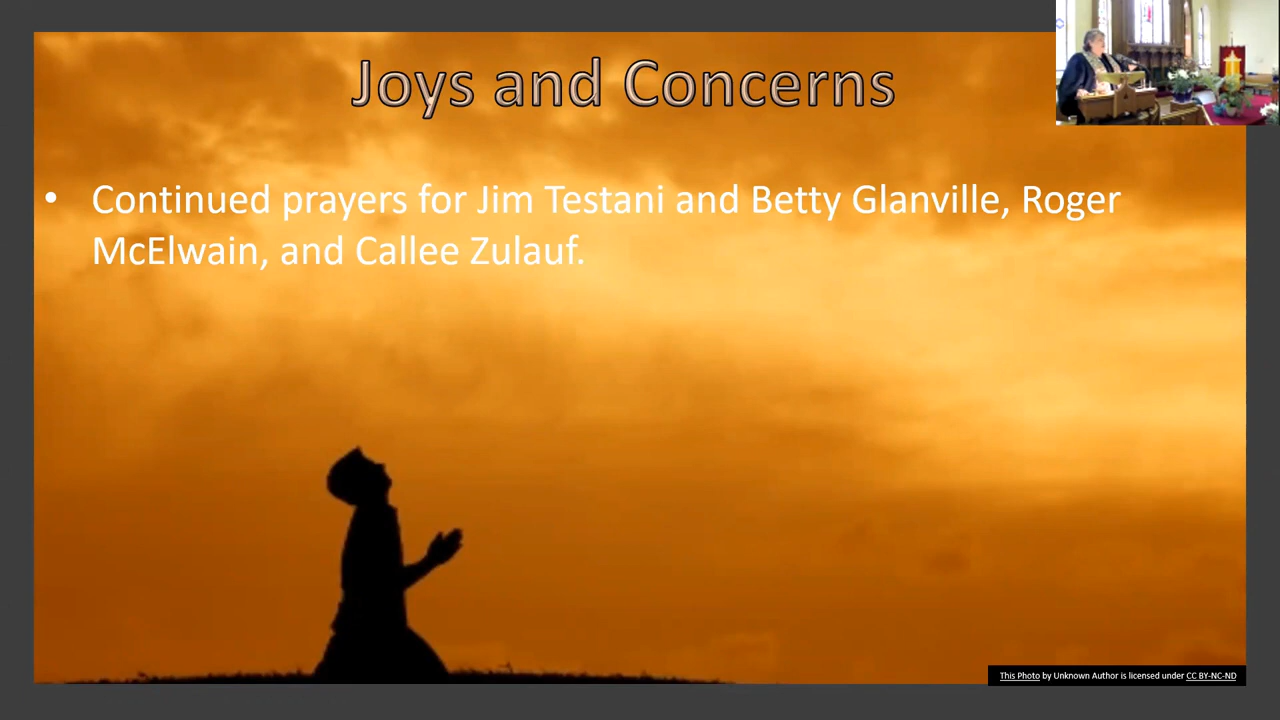 Joys and Concerns
• Continued prayers for Jim Testani and Betty Glanville, Roger
McElwain, and Callee Zulauf.
This Photo by Unknown Author is licensed under CC BY-NC-ND